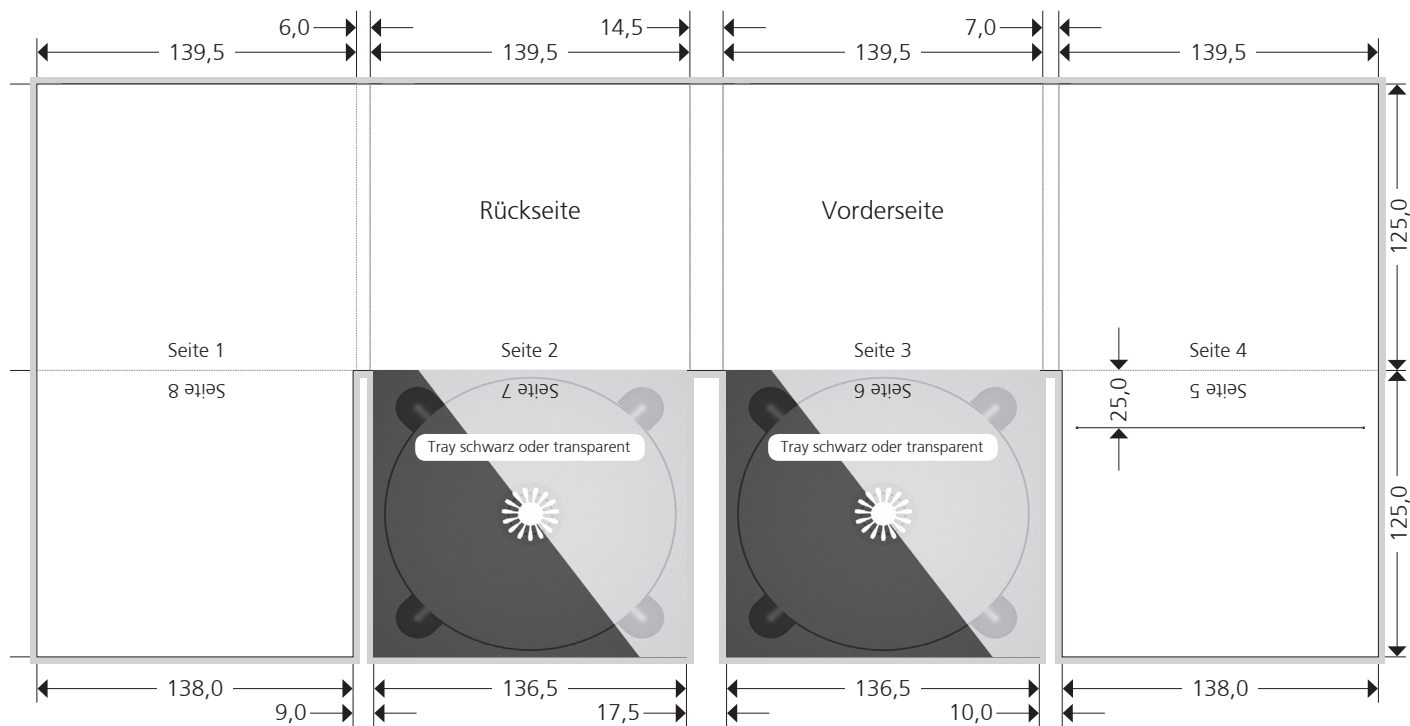 6,0
14,5
7,0
139,5
139,5
139,5
139,5
125,0
Rückseite
Vorderseite
Seite 1
Seite 2
Seite 3
Seite 4
Seite 8
Seite 7
Seite 6
Seite 5
25,0
Tray schwarz oder transparent
Tray schwarz oder transparent
125,0
138,0
136,5
136,5
138,0
9,0
17,5
10,0